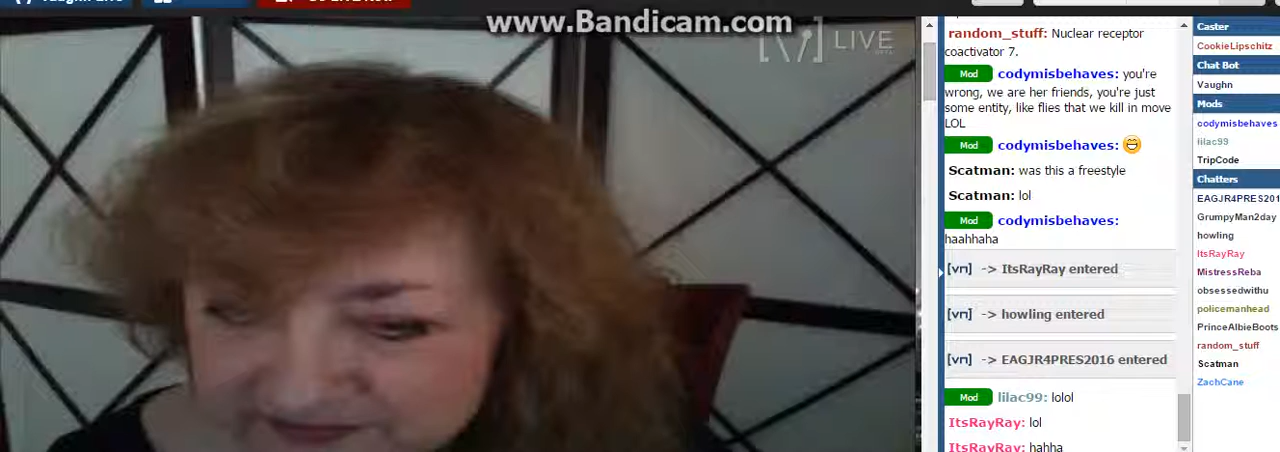 www.Bandicam.com
LIVE
random_stuff: Nuclear receptor
coactivator 7.
Mod codymisbehaves: you're
wrong, we are her friends, you're just
some entity, like flies that we kill in move
LOL
Mod codymisbehaves: 😄
Scatman: was this a freestyle
Scatman: lol
Mod codymisbehaves:
haahhaha
[vn] -> ItsRayRay entered
[vn] -> howling entered
[vn] -> EAGJR4PRES2016 entered
Mod lilac99: lolol
ItsRayRay: lol
ItsRayRay: hahha
Caster
CookieLipschitz
Chat Bot
Vaughn
Mods
codymisbehaves
lilac99
TripCode
Chatters
EAGJR4PRES201
GrumpyMan2day
howling
ItsRayRay
MistressReba
obsessedwithu
policemanhead
PrinceAlbieBoots
random_stuff
Scatman
ZachCane